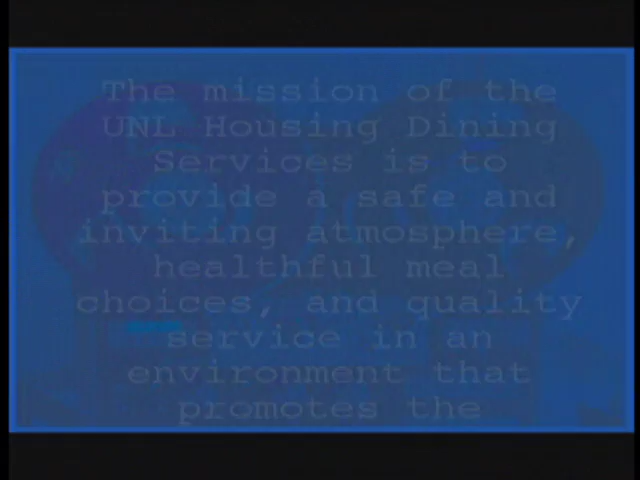 The mission of the
UNL Housing Dining
Services is to
provide a safe and
inviting atmosphere,
healthful meal
choices, and quality
service in an
environment that
promotes the